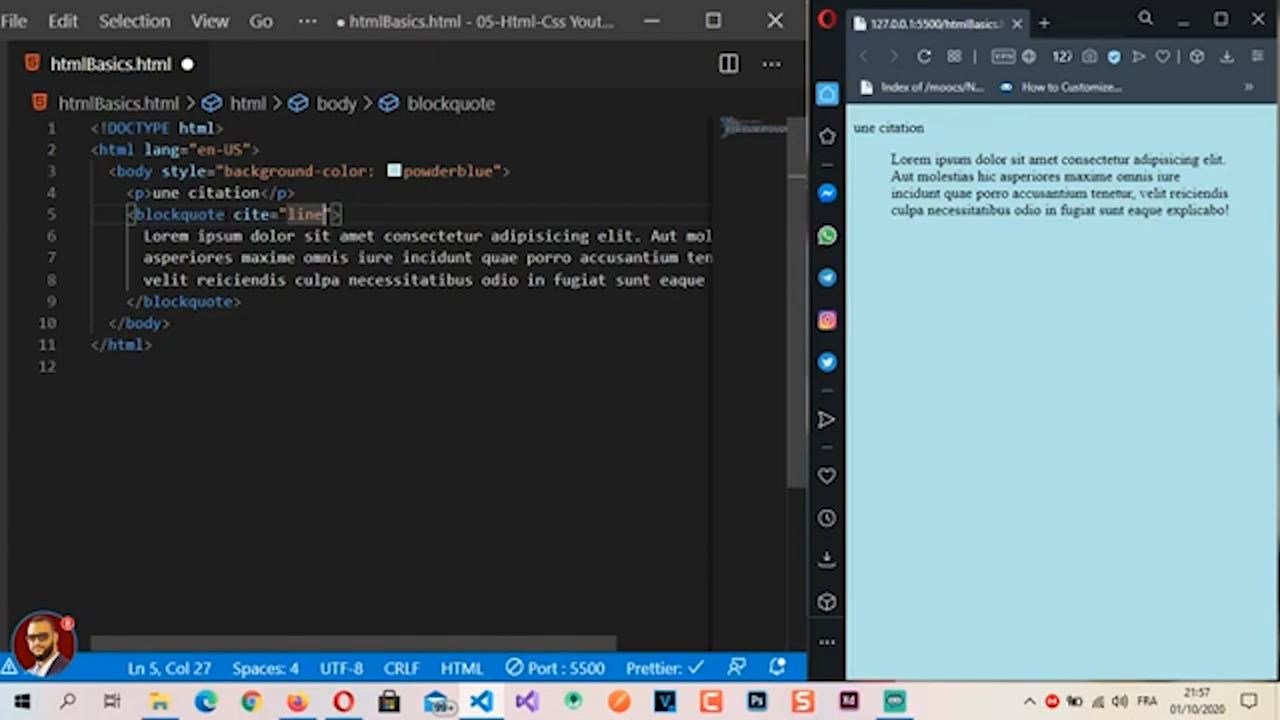 File Edit Selection View Go ··· ● htmlBasics.html - 05-Html-Css Yout...
htmlBasics.html ●
htmlBasics.html > html > body > blockquote
1 <!DOCTYPE html>
2 <html lang="en-US">
3 <body style="background-color: powderblue">
4 <p>une citation</p>
5 <blockquote cite="line">
6 Lorem ipsum dolor sit amet consectetur adipisicing elit. Aut mol
7 asperiores maxime omnis iure incidunt quae porro accusantium ten
8 velit reiciendis culpa necessitatibus odio in fugiat sunt eaque
9 </blockquote>
10 </body>
11 </html>
12
Ln 5, Col 27 Spaces: 4 UTF-8 CRLF HTML Port : 5500 Prettier: ✓
127.0.0.1:5500/htmlBasics.
VPN 127
Index of /moocs/N... How to Customize... »
une citation
Lorem ipsum dolor sit amet consectetur adipisicing elit.
Aut molestias hic asperiores maxime omnis iure
incidunt quae porro accusantium tenetur, velit reiciendis
culpa necessitatibus odio in fugiat sunt eaque explicabo!
99+ V Ps S Xd FRA 21:57
01/10/2020